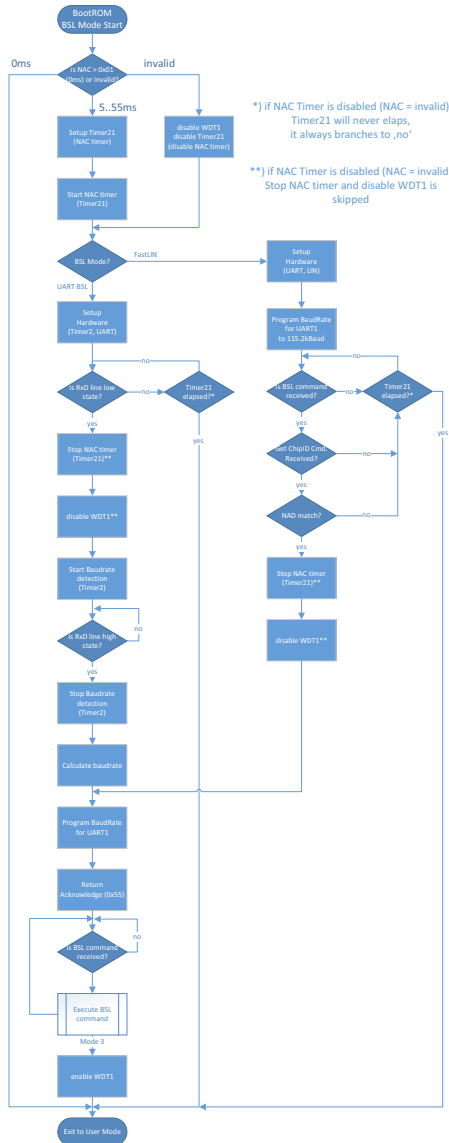 BootROM
BSL Mode Start
0ms
is NAC > 0x01
(0ms) or invalid?
invalid
5..55ms
Setup Timer21
(NAC timer)
disable WDT1
disable Timer21
(disable NAC timer)
*) if NAC Timer is disabled (NAC = invalid)
Timer21 will never elaps,
it always branches to ‚no‘
**) if NAC Timer is disabled (NAC = invalid
Stop NAC timer and disable WDT1 is
skipped
Start NAC timer
(Timer21)
BSL Mode?
FastLIN
UART BSL
Setup
Hardware
(UART, LIN)
Setup
Hardware
(Timer2, UART)
Program BaudRate
for UART1
to 115.2kBaud
no
no
is RxD line low
state?
no
Timer21
elapsed?*
is BSL command
received?
no
Timer21
elapsed?*
yes
yes
yes
yes
Stop NAC timer
(Timer21)**
Get ChipID Cmd.
Received?
no
yes
disable WDT1**
NAD match?
no
yes
Start Baudrate
detection
(Timer2)
Stop NAC timer
(Timer21)**
is RxD line high
state?
no
disable WDT1**
yes
Stop Baudrate
detection
(Timer2)
Calculate baudrate
Program BaudRate
for UART1
Return
Acknowledge (0x55)
is BSL command
received?
no
Execute BSL
command
Mode 3
enable WDT1
Exit to User Mode